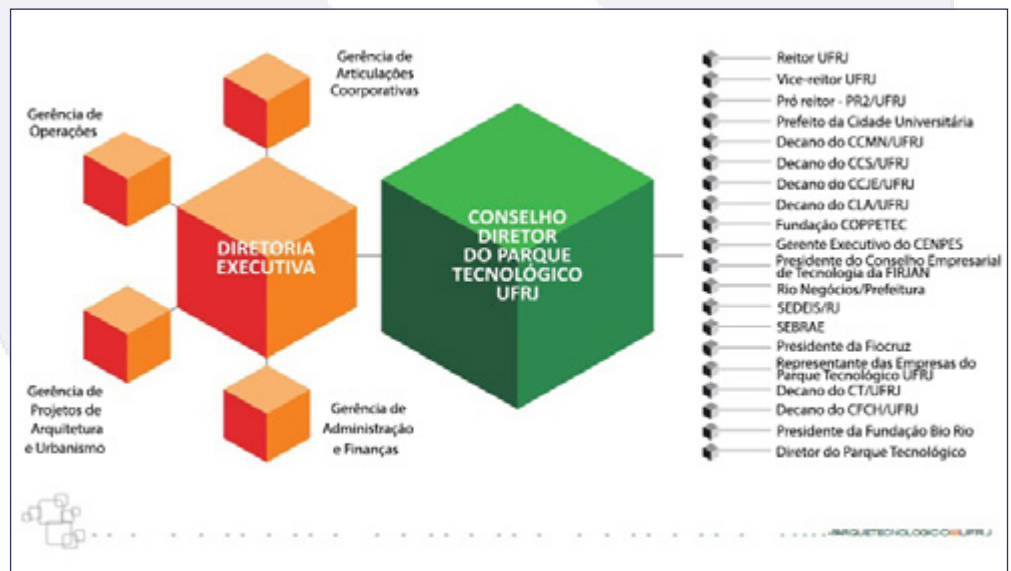 Gerência de
Articulações
Coorporativas
Gerência de
Operações
DIRETORIA
EXECUTIVA
Gerência de
Projetos de
Arquitetura
e Urbanismo
Gerência de
Administração
e Finanças
CONSELHO
DIRETOR
DO PARQUE
TECNOLÓGICO
UFRJ
Reitor UFRJ
Vice-reitor UFRJ
Pró reitor - PR2/UFRJ
Prefeito da Cidade Universitária
Decano do CCMN/UFRJ
Decano do CCS/UFRJ
Decano do CCJE/UFRJ
Decano do CLA/UFRJ
Fundação COPPETEC
Gerente Executivo do CENPES
Presidente do Conselho Empresarial
de Tecnologia da FIRJAN
Rio Negócios/Prefeitura
SEDEIS/RJ
SEBRAE
Presidente da Fiocruz
Representante das Empresas do
Parque Tecnológico UFRJ
Decano do CT/UFRJ
Decano do CFCH/UFRJ
Presidente da Fundação Bio Rio
Diretor do Parque Tecnológico
PARQUETECNOLOGICO UFRJ